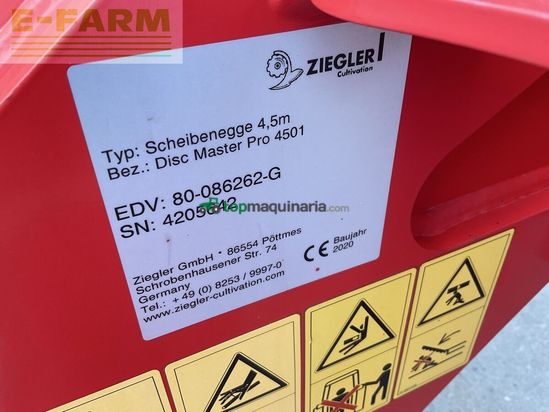 E-FARM
ZIEGLER
Cultivation
Typ: Scheibenegge 4,5m
Bez.: Disc Master Pro 4501
EDV: 80-086262-G
SN: 4205642
topmaquinaria.com
Ziegler GmbH * 86554 Pöttmes
Schrobenhausener Str. 74
Germany
Tel.: + 49 (0) 8253 / 9997-0
www.ziegler-cultivation.com
CE Baujahr
2020